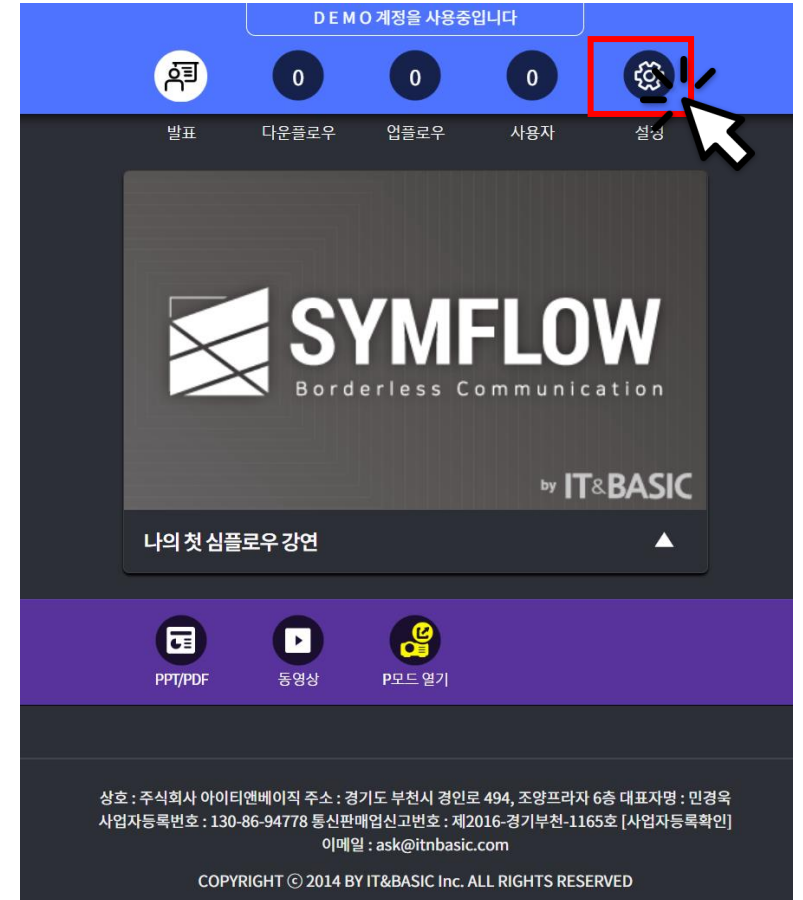 DEMO 계정을 사용중입니다
0 0 0
발표 다운플로우 업플로우 사용자 설정
SYMFLOW
Borderless Communication
by IT&BASIC
나의 첫 심플로우 강연
PPT/PDF 동영상 P모드 열기
상호 : 주식회사 아이티앤베이직 주소 : 경기도 부천시 경인로 494, 조양프라자 6층 대표자명 : 민경욱
사업자등록번호 : 130-86-94778 통신판매업신고번호 : 제2016-경기부천-1165호 [사업자등록확인]
이메일 : ask@itnbasic.com
COPYRIGHT ⓒ 2014 BY IT&BASIC Inc. ALL RIGHTS RESERVED